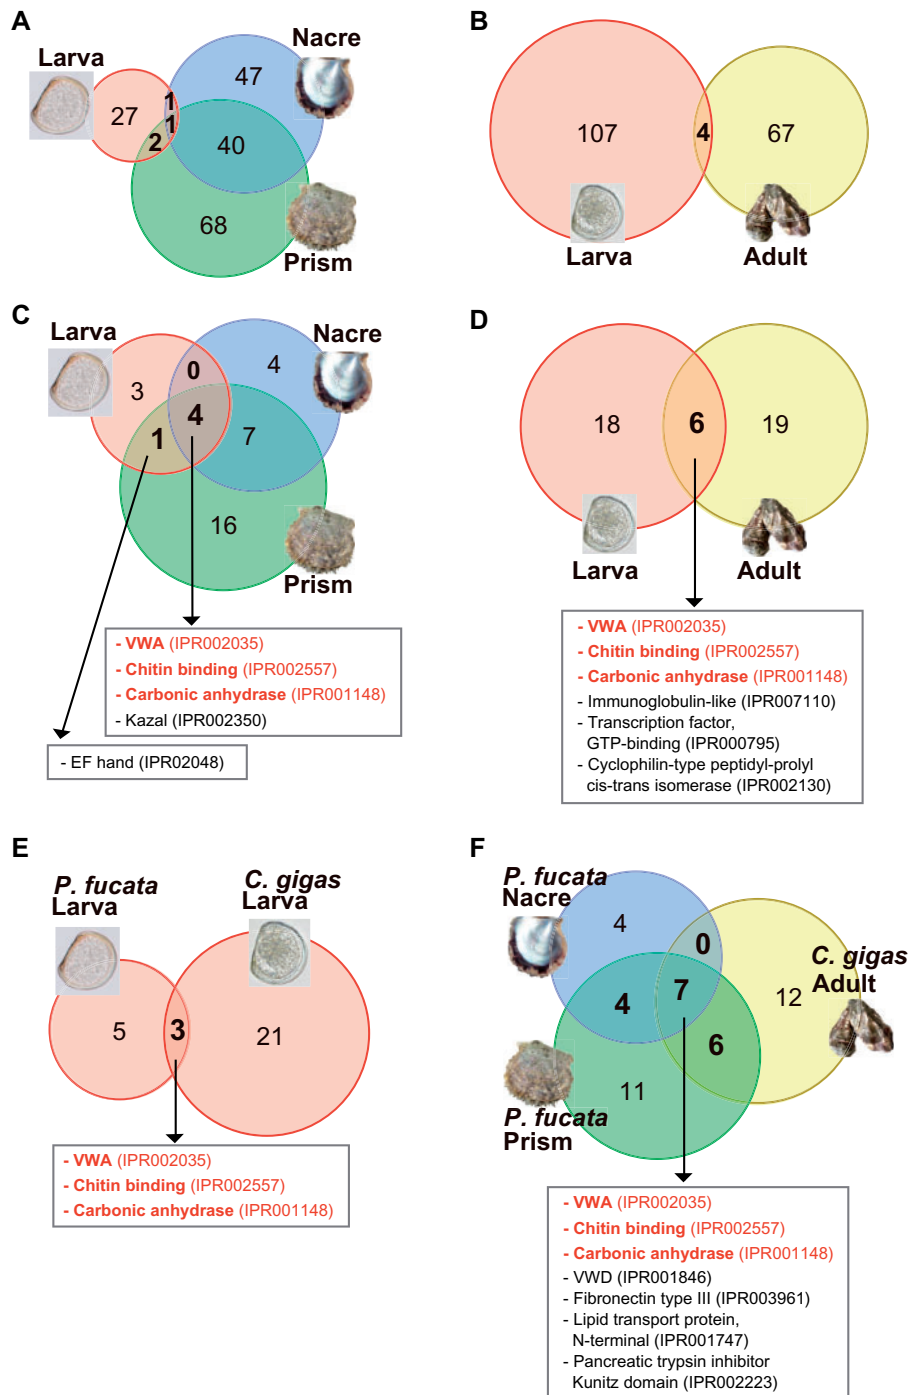 A
Larva
Nacre
47
27
1
1
2
40
68
Prism
B
107
4
67
Larva
Adult
C
Larva
Nacre
0
4
3
4
1
7
16
Prism
- VWA (IPR002035)
- Chitin binding (IPR002557)
- Carbonic anhydrase (IPR001148)
- Kazal (IPR002350)
- EF hand (IPR02048)
D
18
6
19
Larva
Adult
- VWA (IPR002035)
- Chitin binding (IPR002557)
- Carbonic anhydrase (IPR001148)
- Immunoglobulin-like (IPR007110)
- Transcription factor,
GTP-binding (IPR000795)
- Cyclophilin-type peptidyl-prolyl
cis-trans isomerase (IPR002130)
E
P. fucata
Larva
C. gigas
Larva
5
3
21
- VWA (IPR002035)
- Chitin binding (IPR002557)
- Carbonic anhydrase (IPR001148)
F
P. fucata
Nacre
4
0
C. gigas
Adult
4
7
12
6
11
P. fucata
Prism
- VWA (IPR002035)
- Chitin binding (IPR002557)
- Carbonic anhydrase (IPR001148)
- VWD (IPR001846)
- Fibronectin type III (IPR003961)
- Lipid transport protein,
N-terminal (IPR001747)
- Pancreatic trypsin inhibitor
Kunitz domain (IPR002223)